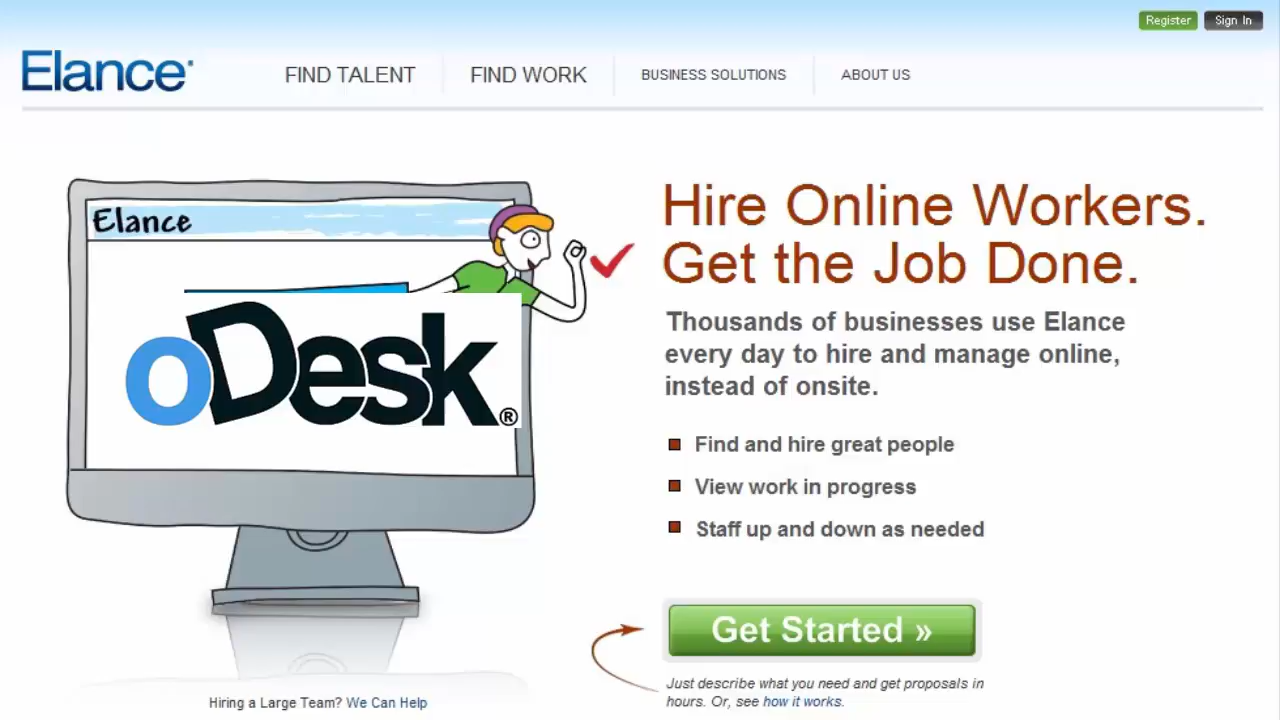 Register Sign In
Elance®
FIND TALENT FIND WORK BUSINESS SOLUTIONS ABOUT US
Elance
oDesk®
Hire Online Workers.
Get the Job Done.
Thousands of businesses use Elance
every day to hire and manage online,
instead of onsite.
Find and hire great people
View work in progress
Staff up and down as needed
Get Started »
Just describe what you need and get proposals in
hours. Or, see how it works.
Hiring a Large Team? We Can Help